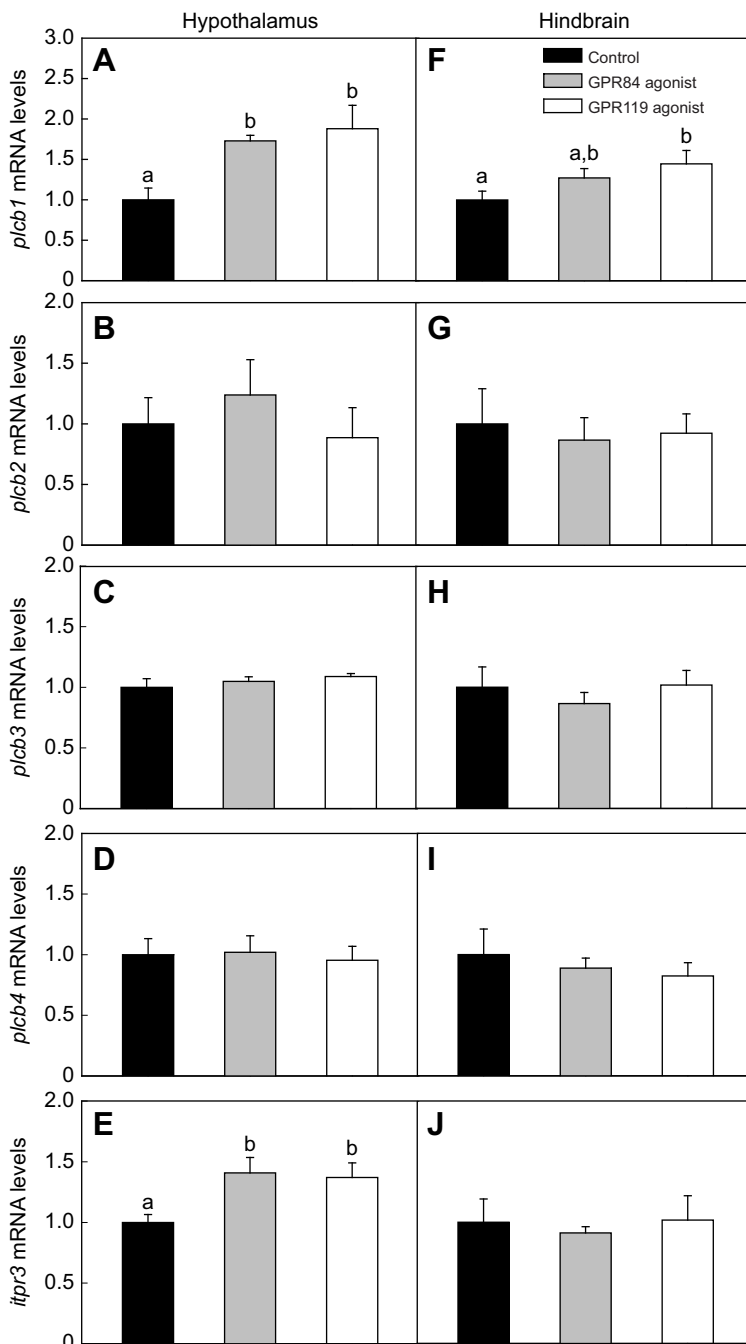 Hypothalamus
Hindbrain
A
F
Control
GPR84 agonist
GPR119 agonist
3.0
2.5
2.0
1.5
1.0
0.5
0
plcb1 mRNA levels
a
b
b
a
a,b
b
B
G
2.0
1.5
1.0
0.5
0
plcb2 mRNA levels
C
H
2.0
1.5
1.0
0.5
0
plcb3 mRNA levels
D
I
2.0
1.5
1.0
0.5
0
plcb4 mRNA levels
E
J
2.0
1.5
1.0
0.5
0
itpr3 mRNA levels
a
b
b